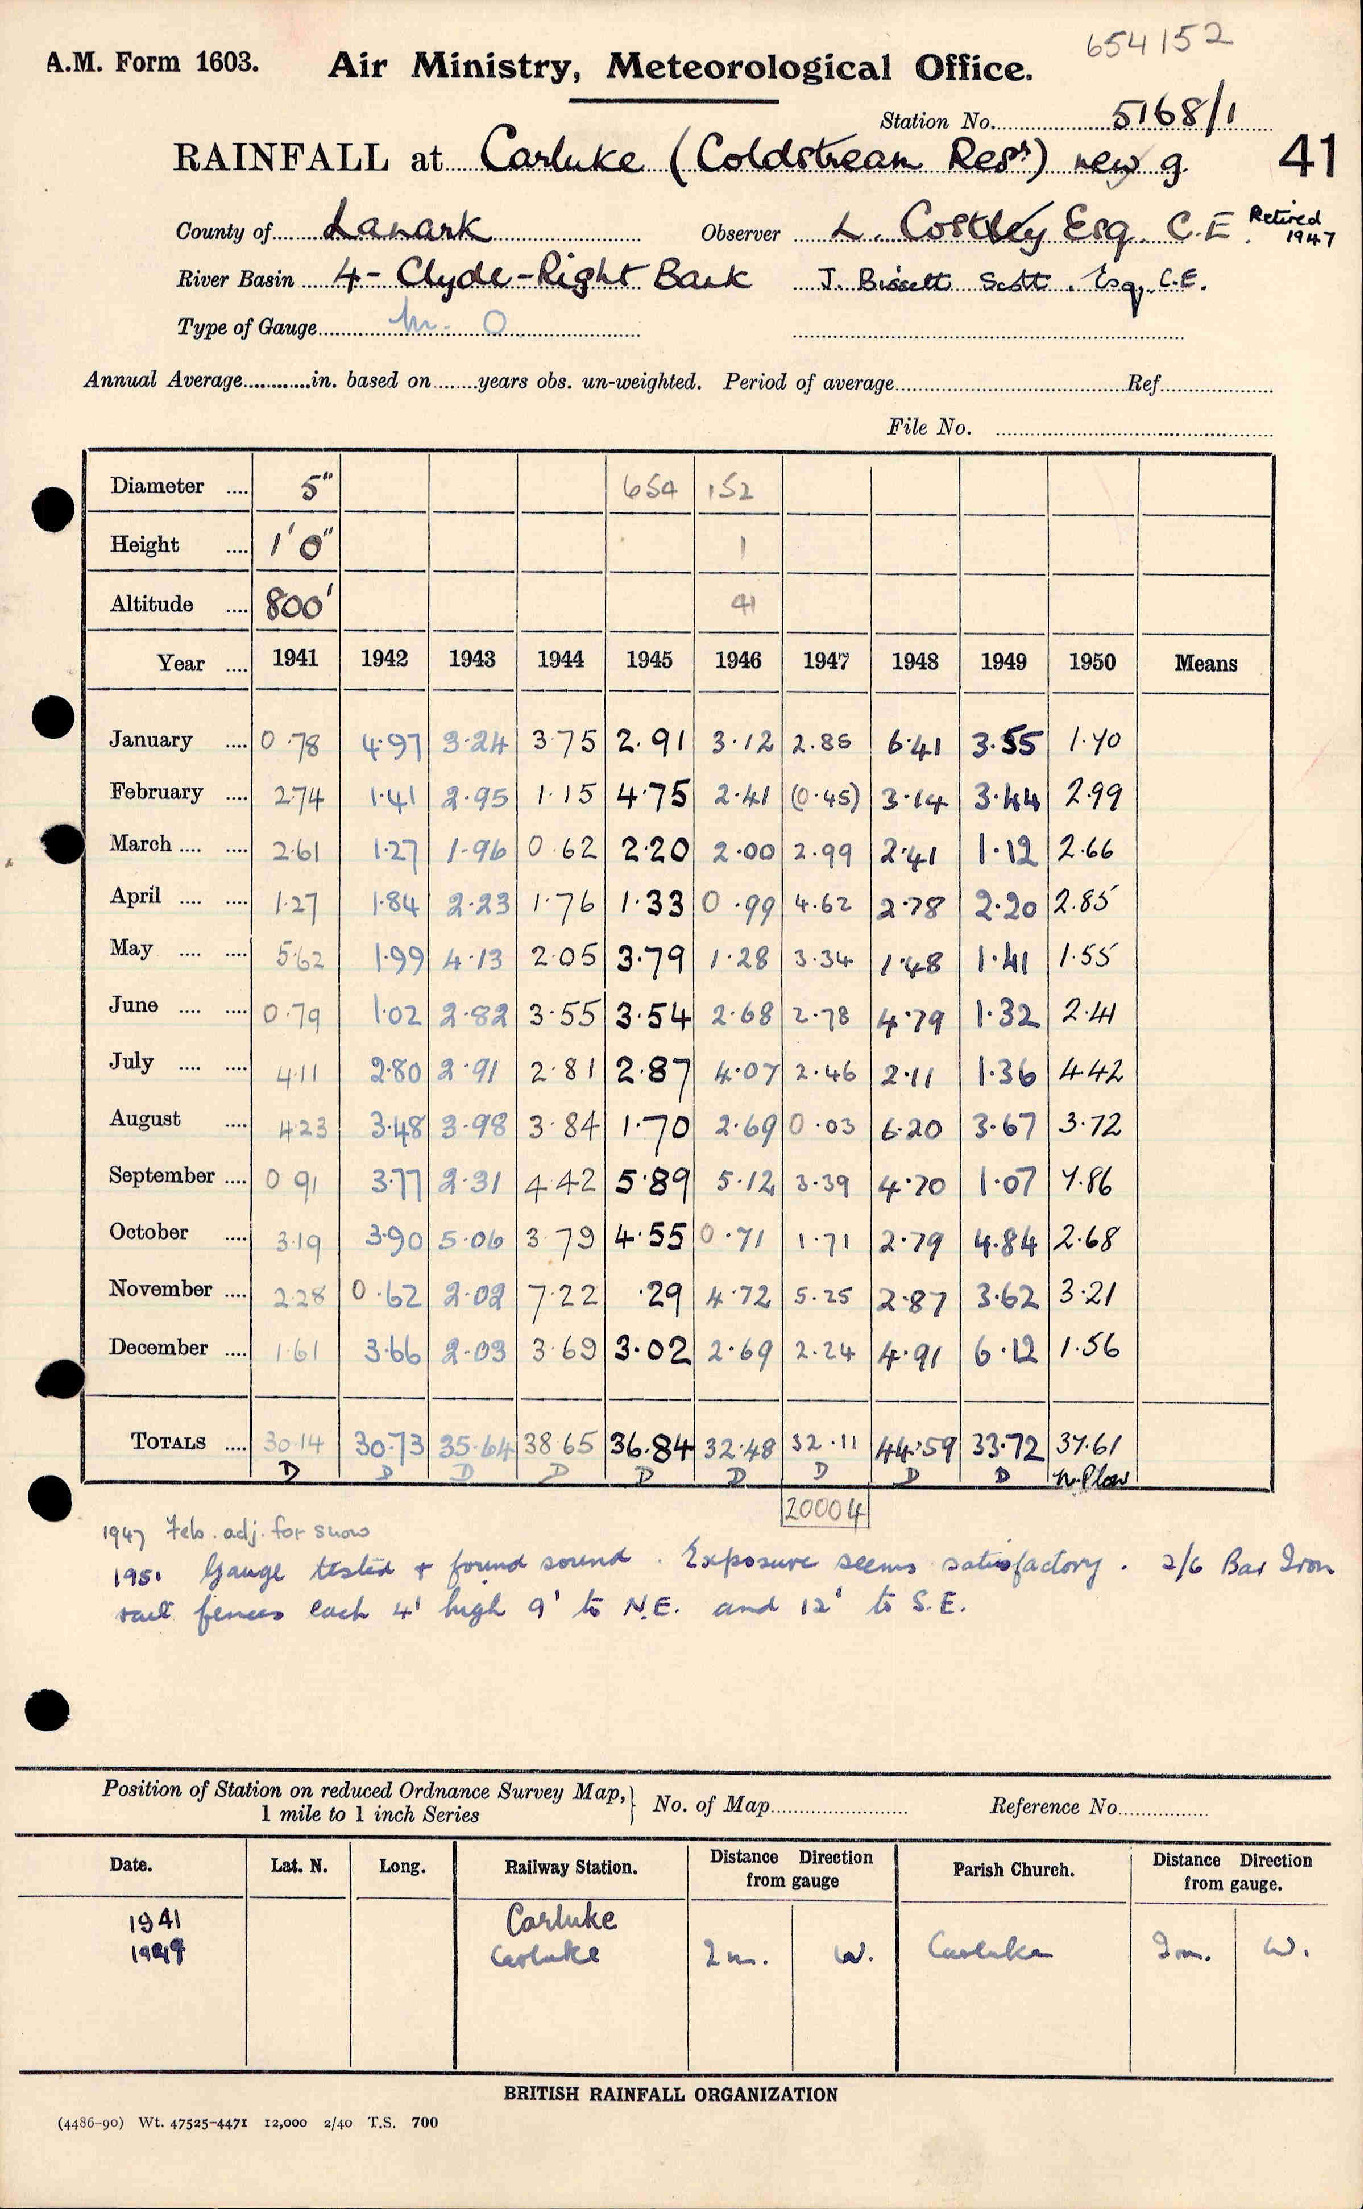 654152
A.M. Form 1603. Air Ministry, Meteorological Office.
Station No. 5168/1
RAINFALL at Carluke (Coldstream Resr) new g. 41
County of Lanark Observer L. Costley Esq. C.E. Retired 1947
River Basin 4 - Clyde - Right Bank J. Bissett Scott. Esq. C.E.
Type of Gauge M. O
Annual Average in. based on years obs. un-weighted. Period of average Ref
File No.
Diameter 5" 654 152
Height 1' 0" 1
Altitude 800' 41
Year 1941 1942 1943 1944 1945 1946 1947 1948 1949 1950 Means
January 0.78 4.97 3.24 3.75 2.91 3.12 2.85 6.41 3.55 1.70
February 2.74 1.41 2.95 1.15 4.75 2.41 (0.45) 3.14 3.44 2.99
March 2.61 1.27 1.96 0.62 2.20 2.00 2.99 2.41 1.12 2.66
April 1.27 1.84 2.23 1.76 1.33 0.99 4.62 2.78 2.20 2.85
May 5.62 1.99 4.13 2.05 3.79 1.28 3.34 1.48 1.41 1.55
June 0.79 1.02 2.82 3.55 3.54 2.68 2.78 4.79 1.32 2.41
July 4.11 2.80 2.91 2.81 2.87 4.07 2.46 2.11 1.36 4.42
August 4.23 3.48 3.98 3.84 1.70 2.69 0.03 6.20 3.67 3.72
September 0.91 3.77 2.31 4.42 5.89 5.12 3.39 4.70 1.07 7.86
October 3.19 3.90 5.06 3.79 4.55 0.71 1.71 2.79 4.84 2.68
November 2.28 0.62 2.02 7.22 .29 4.72 5.25 2.87 3.62 3.21
December 1.61 3.66 2.03 3.69 3.02 2.69 2.24 4.91 6.12 1.56
TOTALS 30.14 30.73 35.64 38.65 36.84 32.48 32.11 44.59 33.72 37.61
D D D D D D D D D
20004
1947 Feb. adj. for snow
1951 Gauge tested & found sound. Exposure seems satisfactory. 2/6 Bar Iron
rail fences each 4' high 9' to N.E. and 12' to S.E.
Position of Station on reduced Ordnance Survey Map, 1 mile to 1 inch Series No. of Map Reference No.
Date. Lat. N. Long. Railway Station. Distance Direction from gauge Parish Church. Distance Direction from gauge.
1941 Carluke
1949 Carluke 2 m. W. Carluke 2m. W.
BRITISH RAINFALL ORGANIZATION
(4486-90) Wt. 47525-4471 12,000 2/40 T.S. 700